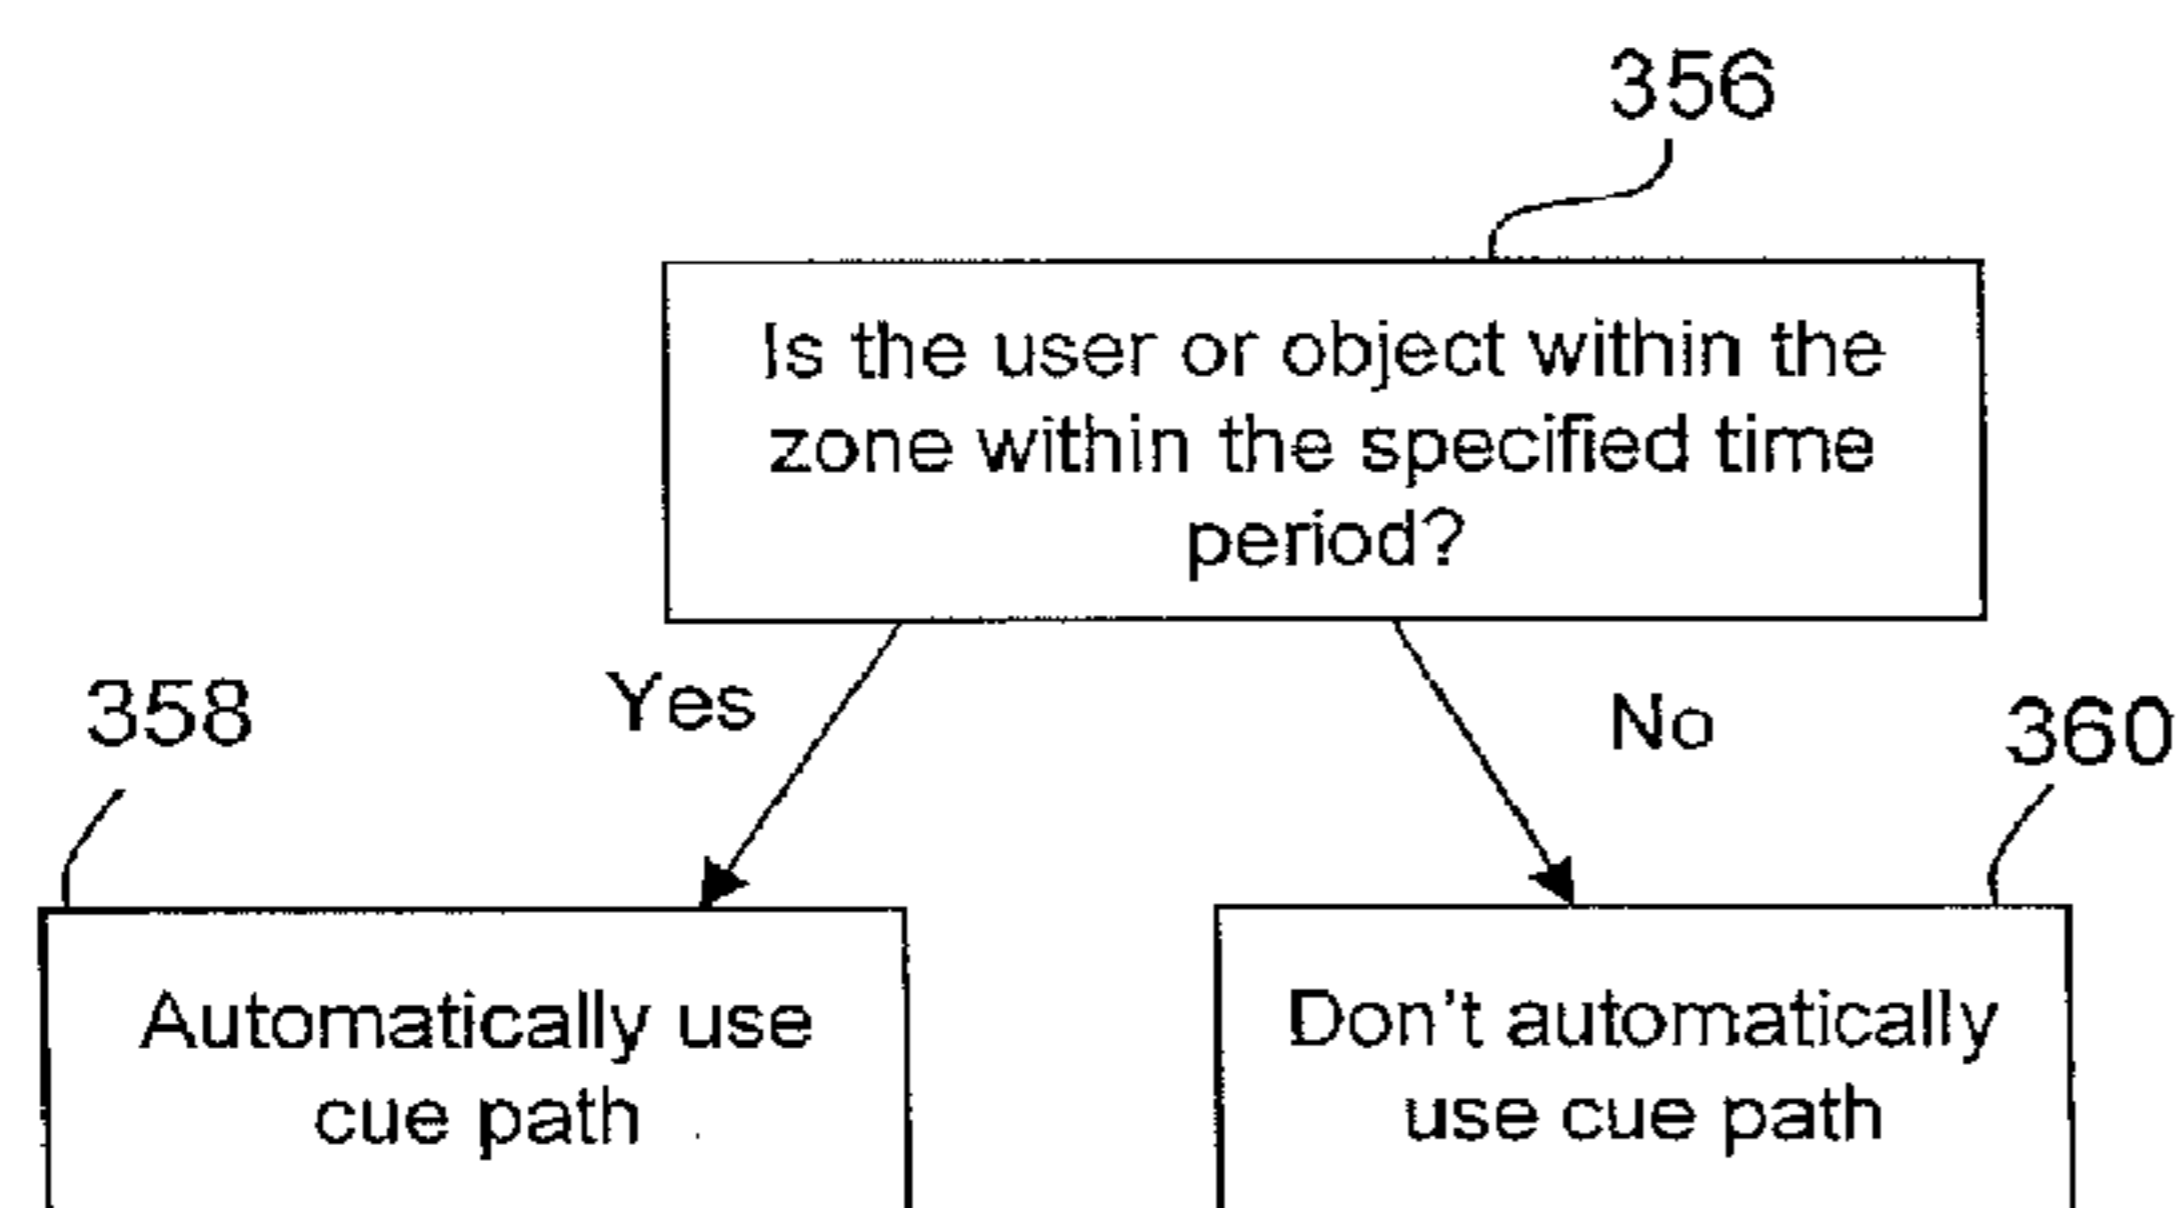 356
Is the user or object within the
zone within the specified time
period?
Yes
No
358
360
Automatically use
cue path
Don't automatically
use cue path